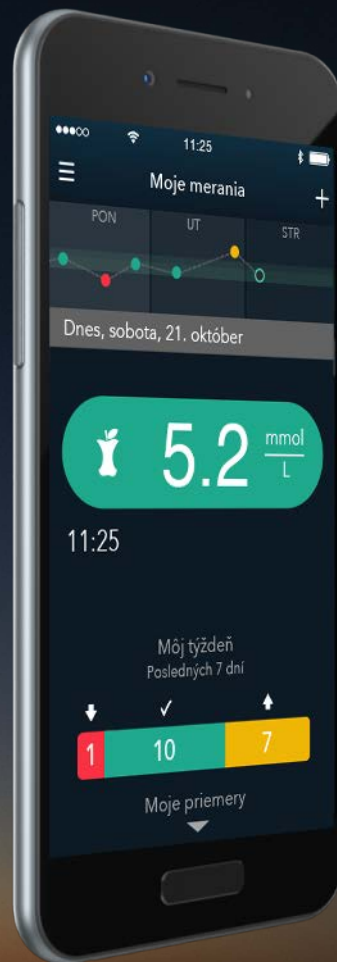 11:25
Moje merania
+
PON UT STR
Dnes, sobota, 21. október
5.2 mmol
L
11:25
Môj týždeň
Posledných 7 dní
1 10 7
Moje priemery